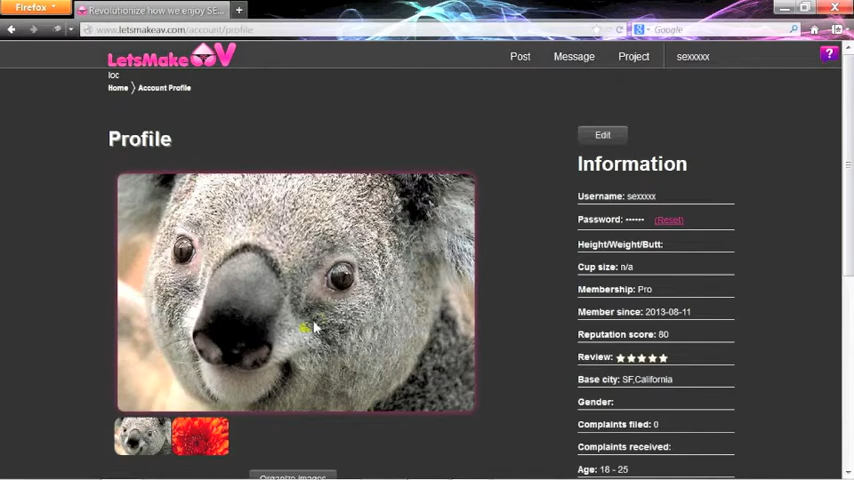 Firefox
Revolutionize how we enjoy SE...
www.letsmakeav.com/account/profile
Google
LetsMakeAV
Post
Message
Project
sexxxxx
?
loc
Home
Account Profile
Profile
Edit
Information
Username: sexxxxx
Password: ••••••
(Reset)
Height/Weight/Butt:
Cup size: n/a
Membership: Pro
Member since: 2013-08-11
Reputation score: 80
Review:
Base city: SF,California
Gender:
Complaints filed: 0
Complaints received:
Age: 18 - 25
Organize Images